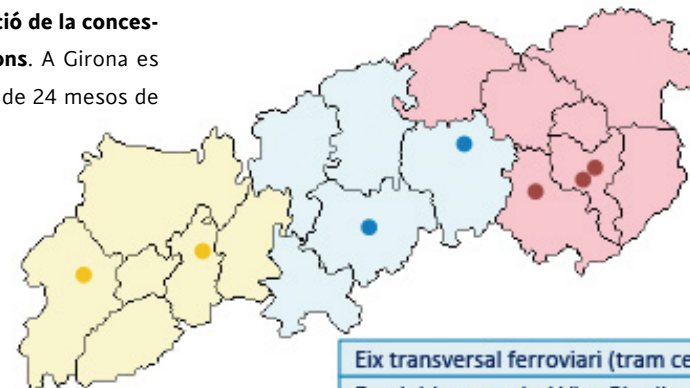 ció de la conces-
ons. A Girona es
de 24 mesos de
Eix transversal ferroviari (tram ce